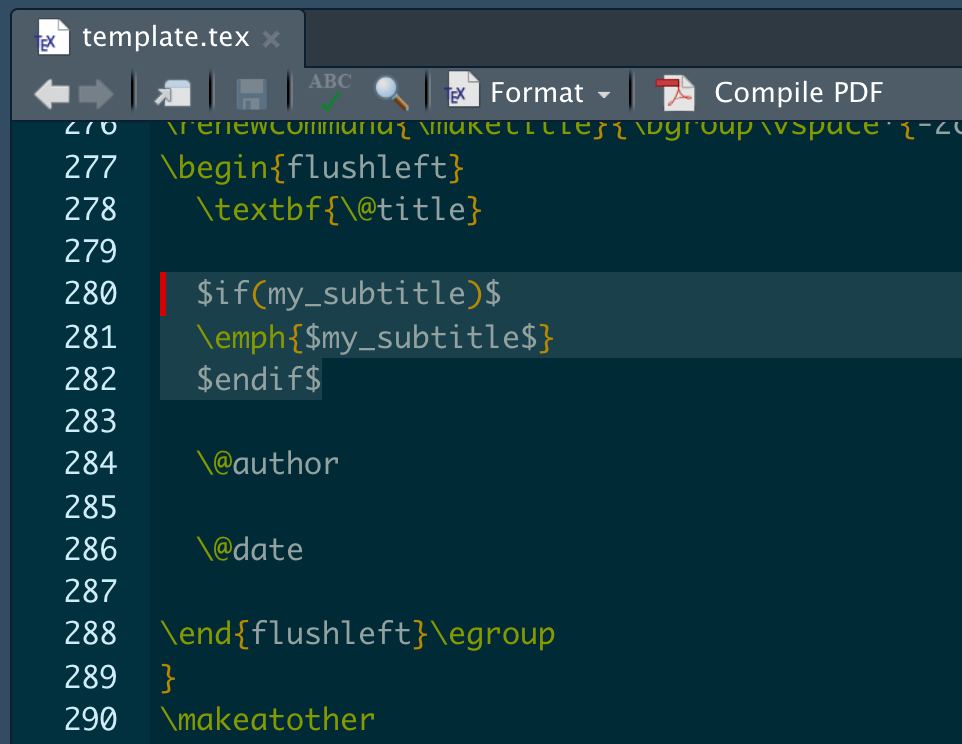 template.tex ×
ABC
TEX Format
Compile PDF
276 \renewcommand{\maketitle}{\bgroup\vspace*{-2
277 \begin{flushleft}
278 \textbf{\@title}
279
280 $if(my_subtitle)$
281 \emph{$my_subtitle$}
282 $endif$
283
284 \@author
285
286 \@date
287
288 \end{flushleft}\egroup
289 }
290 \makeatother